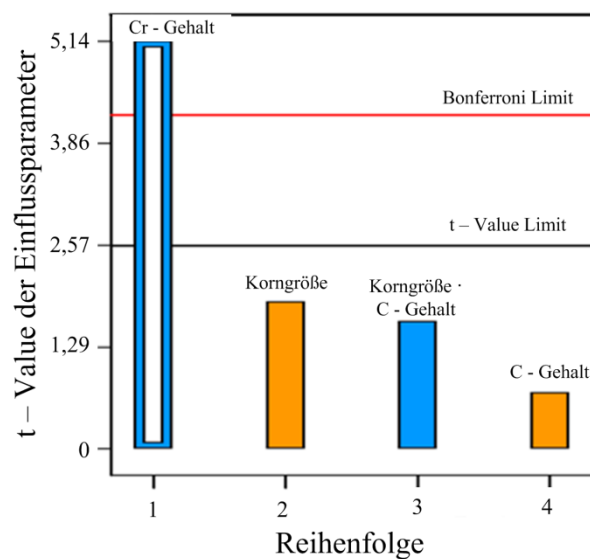 t – Value der Einflussparameter
5,14
3,86
2,57
1,29
0
Cr - Gehalt
Bonferroni Limit
t – Value Limit
Korngröße
Korngröße ·
C - Gehalt
C - Gehalt
1
2
3
4
Reihenfolge